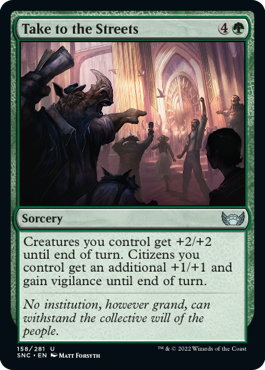 Take to the Streets 4
Sorcery
Creatures you control get +2/+2
until end of turn. Citizens you
control get an additional +1/+1 and
gain vigilance until end of turn.
No institution, however grand, can
withstand the collective will of the
people.
158/281 U
SNC • EN Matt Forsyth
™ & © 2022 Wizards of the Coast